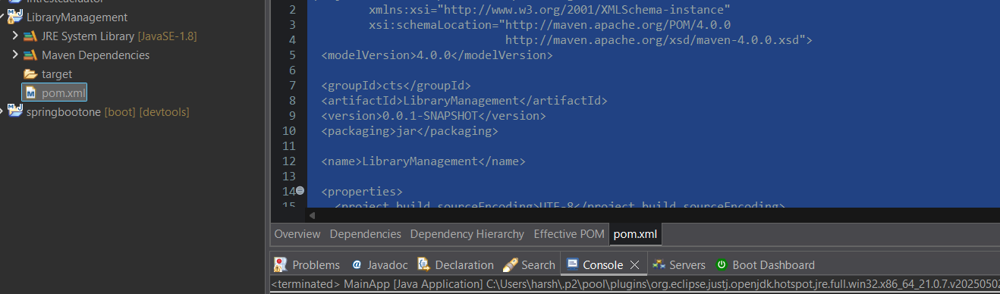 LibraryManagement
JRE System Library [JavaSE-1.8]
Maven Dependencies
target
pom.xml
springbootone [boot] [devtools]
2 xmlns:xsi="http://www.w3.org/2001/XMLSchema-instance"
3 xsi:schemaLocation="http://maven.apache.org/POM/4.0.0
4 http://maven.apache.org/xsd/maven-4.0.0.xsd">
5 <modelVersion>4.0.0</modelVersion>
6
7 <groupId>cts</groupId>
8 <artifactId>LibraryManagement</artifactId>
9 <version>0.0.1-SNAPSHOT</version>
10 <packaging>jar</packaging>
11
12 <name>LibraryManagement</name>
13
14 <properties>
15 <project.build.sourceEncoding>UTF-8</project.build.sourceEncoding>
Overview Dependencies Dependency Hierarchy Effective POM pom.xml
Problems Javadoc Declaration Search Console Servers Boot Dashboard
<terminated> MainApp [Java Application] C:\Users\harsh\.p2\pool\plugins\org.eclipse.justj.openjdk.hotspot.jre.full.win32.x86_64_21.0.7.v20250502